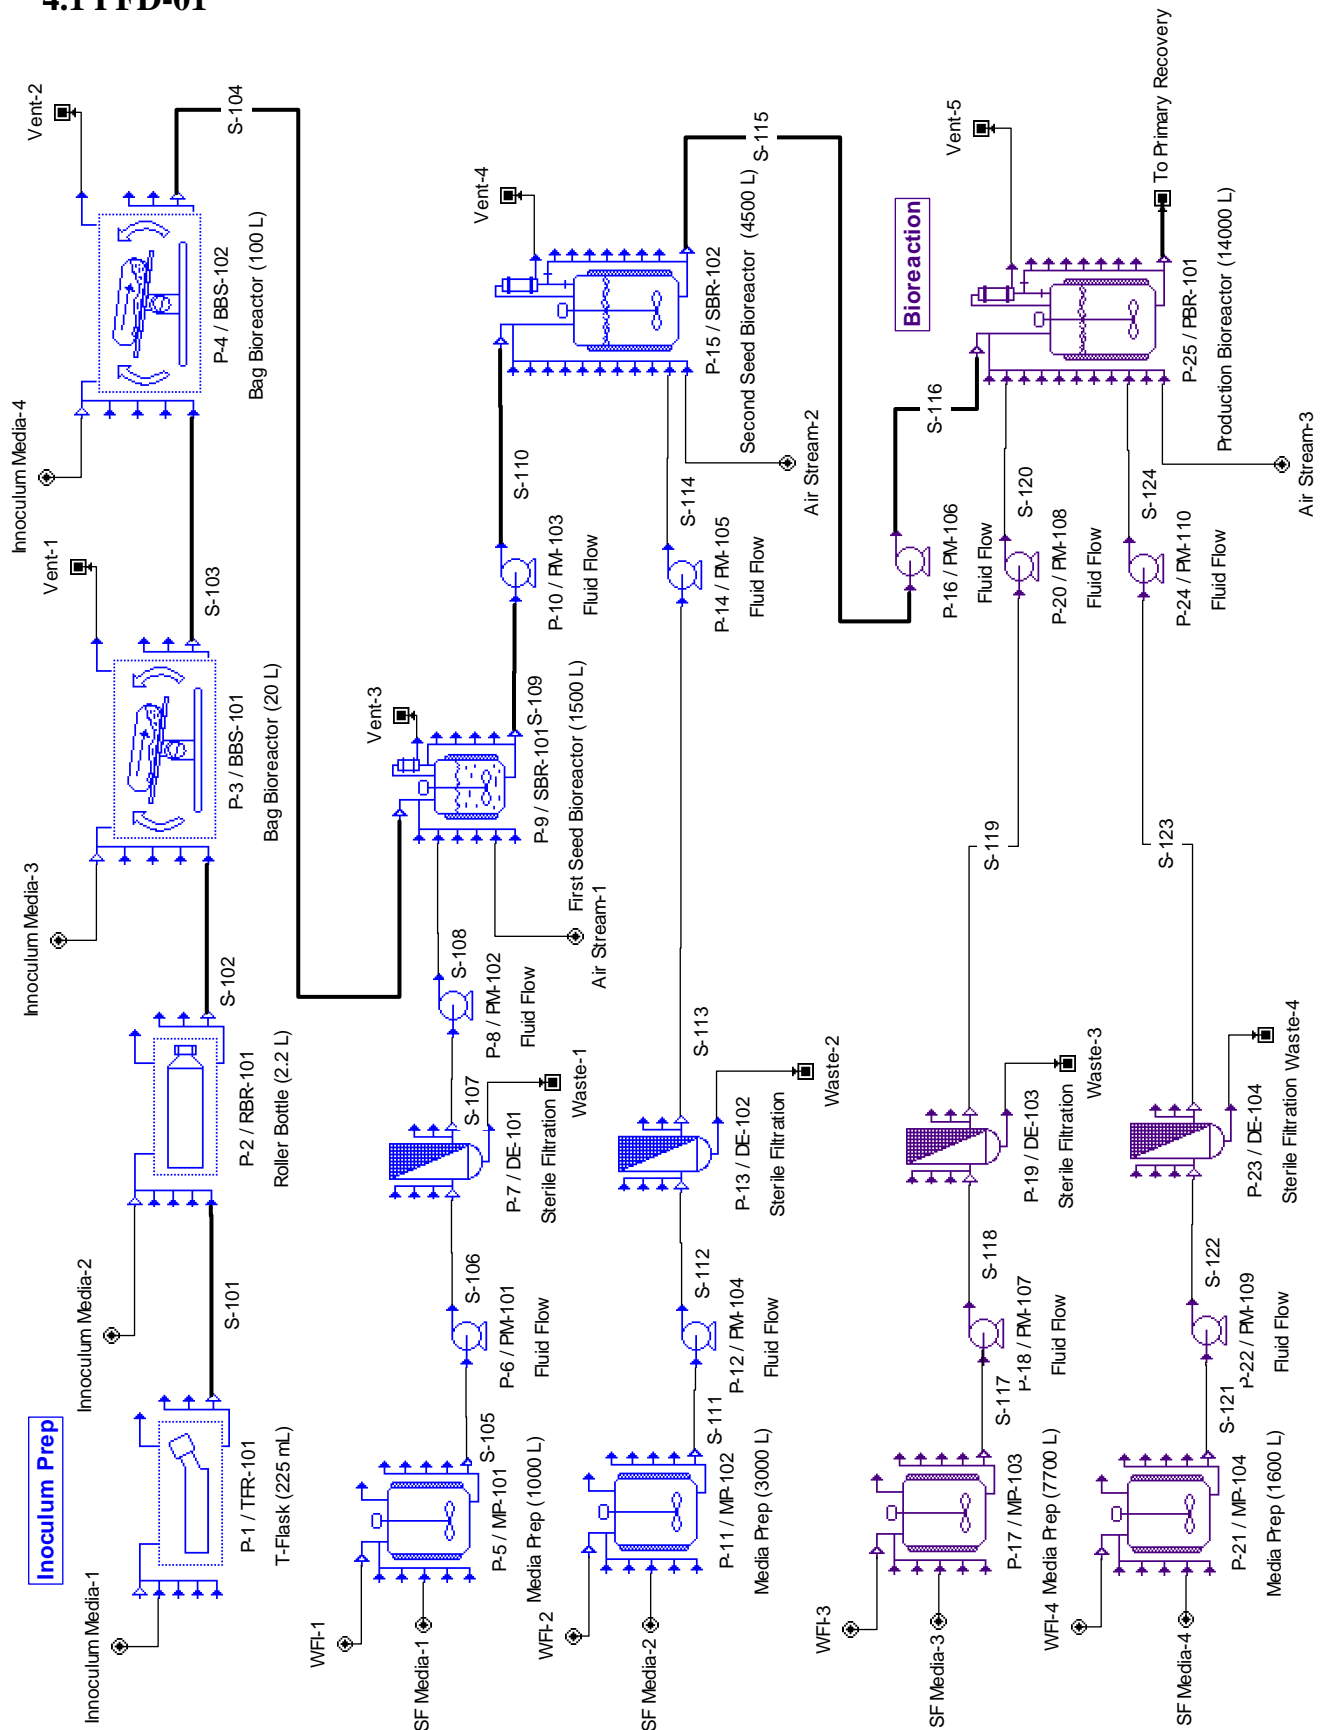 4.1 PFD-01
Inoculum Prep
Innoculum Media-1
P-1 / TFR-101
T-Flask (225 mL)
S-101
Innoculum Media-2
P-2 / RBR-101
Roller Bottle (2.2 L)
S-102
Innoculum Media-3
P-3 / BBS-101
Bag Bioreactor (20 L)
Vent-1
S-103
Innoculum Media-4
P-4 / BBS-102
Bag Bioreactor (100 L)
Vent-2
S-104
WFI-1
SF Media-1
P-5 / MP-101
Media Prep (1000 L)
S-105
P-6 / PM-101
Fluid Flow
S-106
P-7 / DE-101
Sterile Filtration
Waste-1
S-107
P-8 / PM-102
Fluid Flow
S-108
Air Stream-1
P-9 / SBR-101
First Seed Bioreactor (1500 L)
Vent-3
S-109
P-10 / PM-103
Fluid Flow
S-110
WFI-2
SF Media-2
P-11 / MP-102
Media Prep (3000 L)
S-111
P-12 / PM-104
Fluid Flow
S-112
P-13 / DE-102
Sterile Filtration
Waste-2
S-113
P-14 / PM-105
Fluid Flow
S-114
Air Stream-2
P-15 / SBR-102
Second Seed Bioreactor (4500 L)
Vent-4
S-115
Bioreaction
P-16 / PM-106
Fluid Flow
S-116
WFI-3
SF Media-3
P-17 / MP-103
Media Prep (7700 L)
S-117
P-18 / PM-107
Fluid Flow
S-118
P-19 / DE-103
Sterile Filtration
Waste-3
S-119
P-20 / PM-108
Fluid Flow
S-120
WFI-4
SF Media-4
P-21 / MP-104
Media Prep (1600 L)
S-121
P-22 / PM-109
Fluid Flow
S-122
P-23 / DE-104
Sterile Filtration
Waste-4
S-123
P-24 / PM-110
Fluid Flow
S-124
Air Stream-3
P-25 / PBR-101
Production Bioreactor (14000 L)
Vent-5
To Primary Recovery